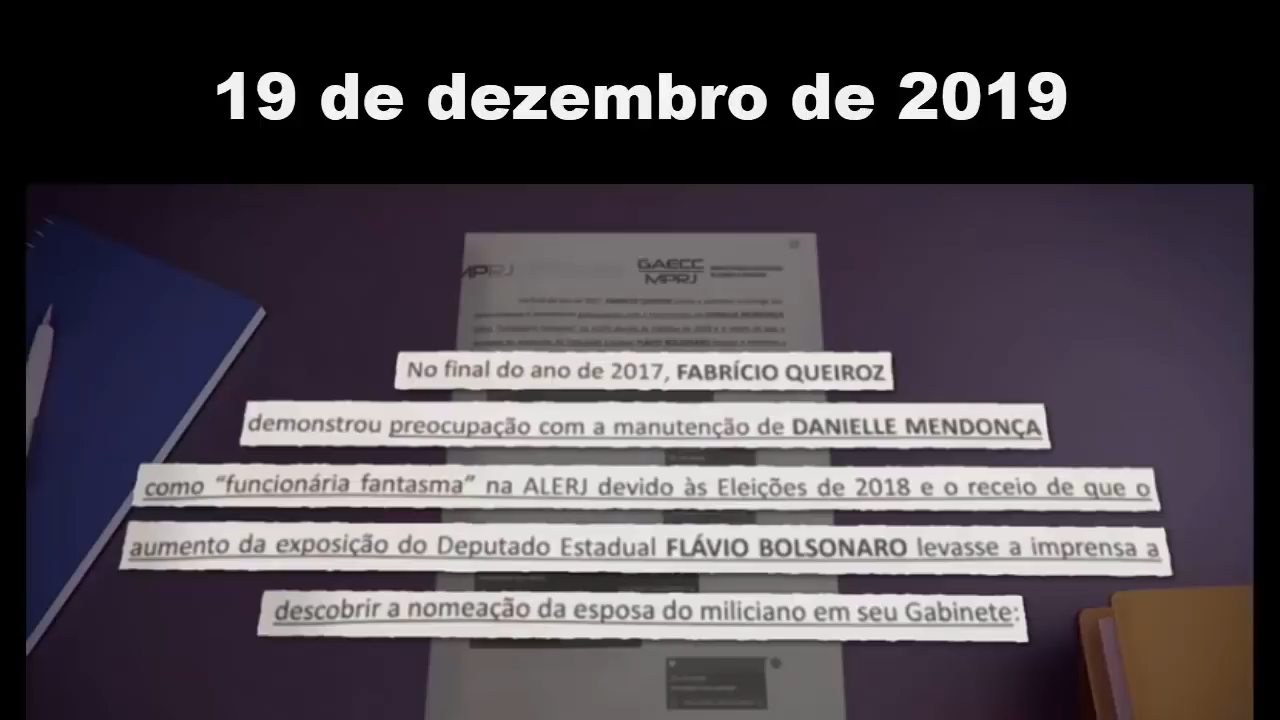 19 de dezembro de 2019
MPRJ
GAECC
MPRJ
No final do ano de 2017, FABRÍCIO QUEIROZ
demonstrou preocupação com a manutenção de DANIELLE MENDONÇA
como “funcionária fantasma” na ALERJ devido às Eleições de 2018 e o receio de que o
aumento da exposição do Deputado Estadual FLÁVIO BOLSONARO levasse a imprensa a
descobrir a nomeação da esposa do miliciano em seu Gabinete: